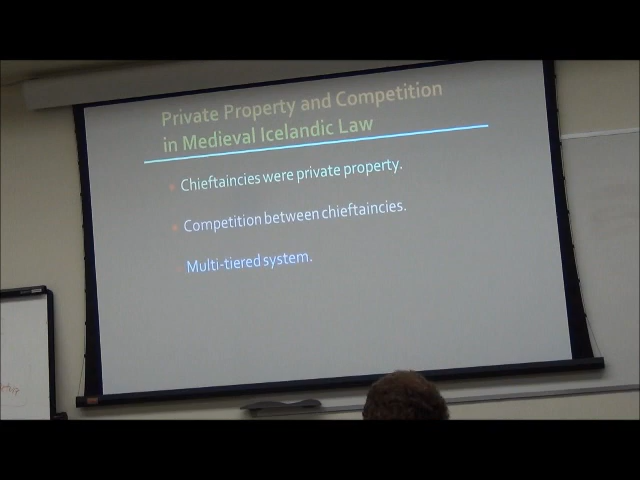 Private Property and Competition
in Medieval Icelandic Law
Chieftaincies were private property.
Competition between chieftaincies.
Multi-tiered system.